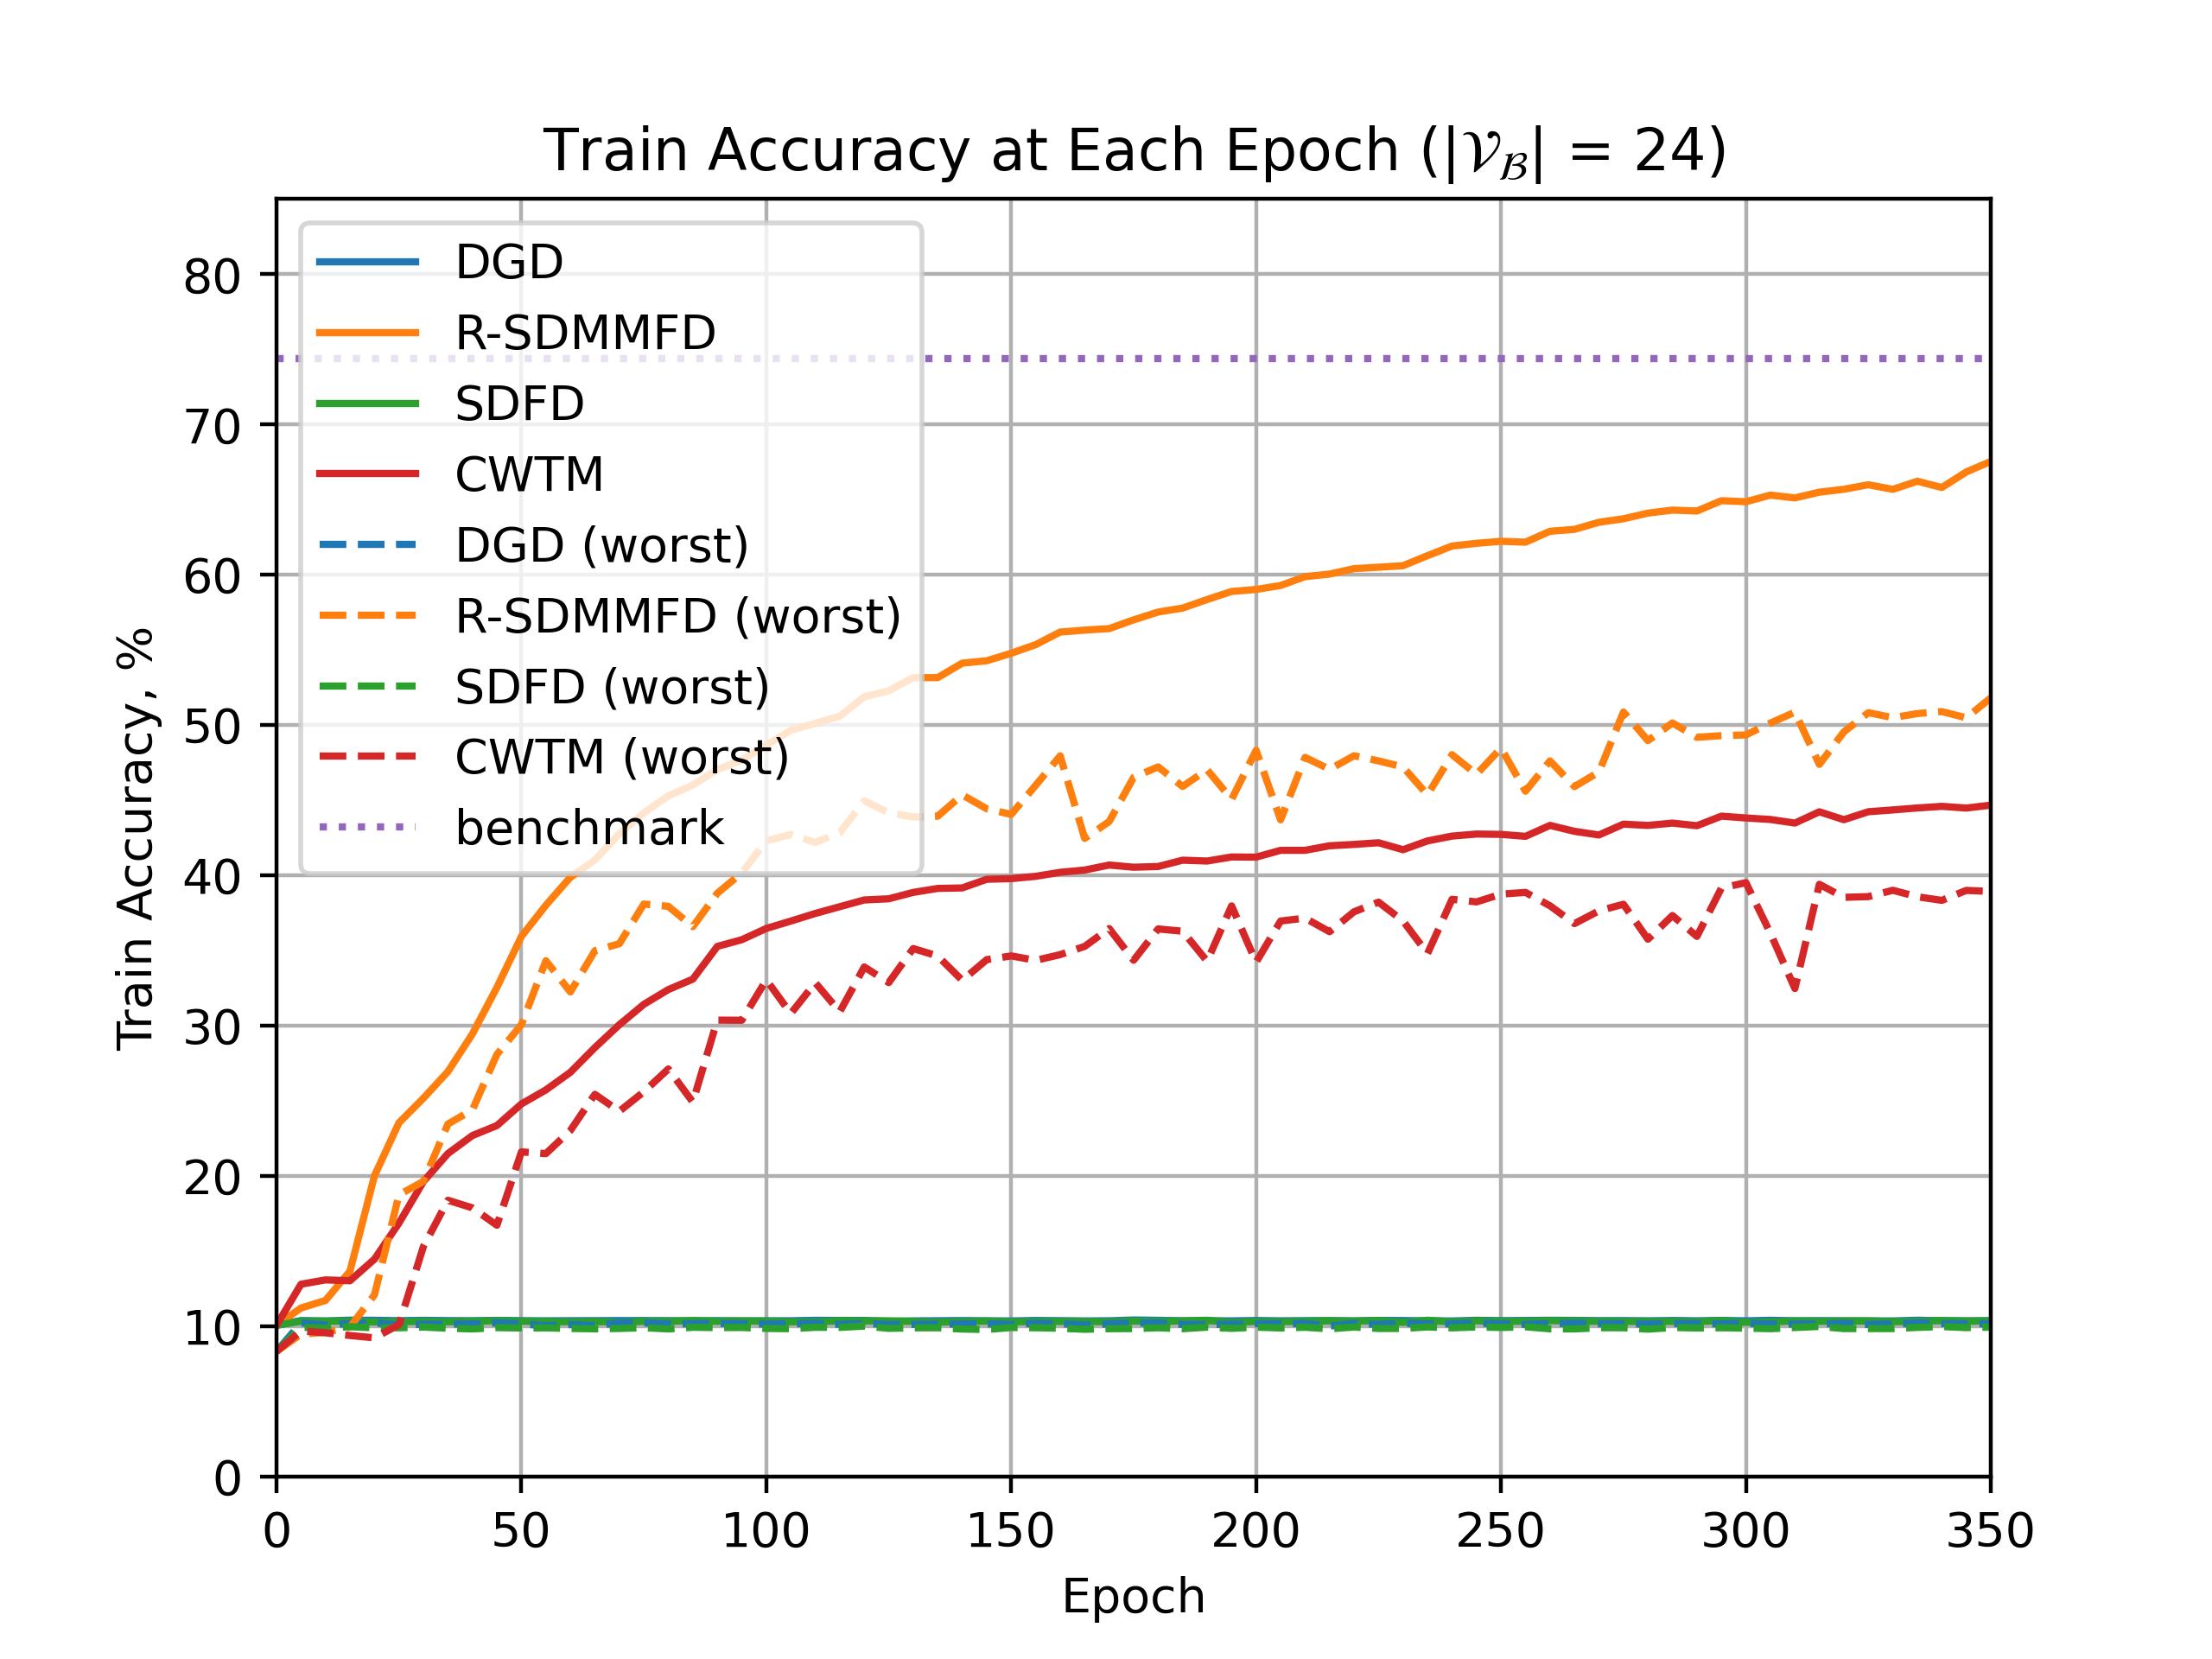 Train Accuracy at Each Epoch (|𝒱_ℬ| = 24)
DGD
R-SDMMFD
SDFD
CWTM
DGD (worst)
R-SDMMFD (worst)
SDFD (worst)
CWTM (worst)
benchmark
Train Accuracy, %
80
70
60
50
40
30
20
10
0
0 50 100 150 200 250 300 350
Epoch